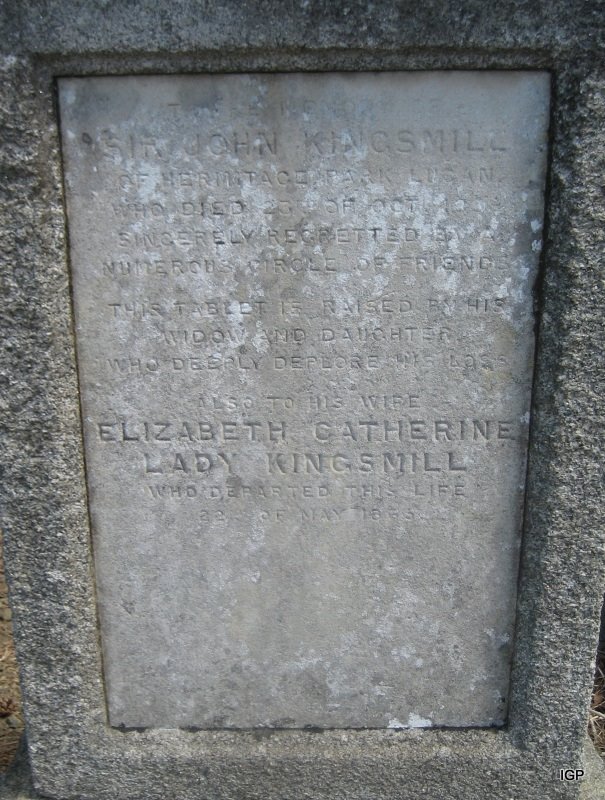 SIR JOHN KINGSMILL
OF HERMITAGE PARK LUCAN.
WHO DIED OF OCT.
SINCERELY REGRETTED BY A
NUMEROUS CIRCLE OF FRIENDS
THIS TABLET IS RAISED BY HIS
WIDOW AND DAUGHTER,
WHO DEEPLY DEPLORE HIS LOSS
ALSO TO HIS WIFE
ELIZABETH CATHERINE
LADY KINGSMILL
WHO DEPARTED THIS LIFE
OF MAY
IGP